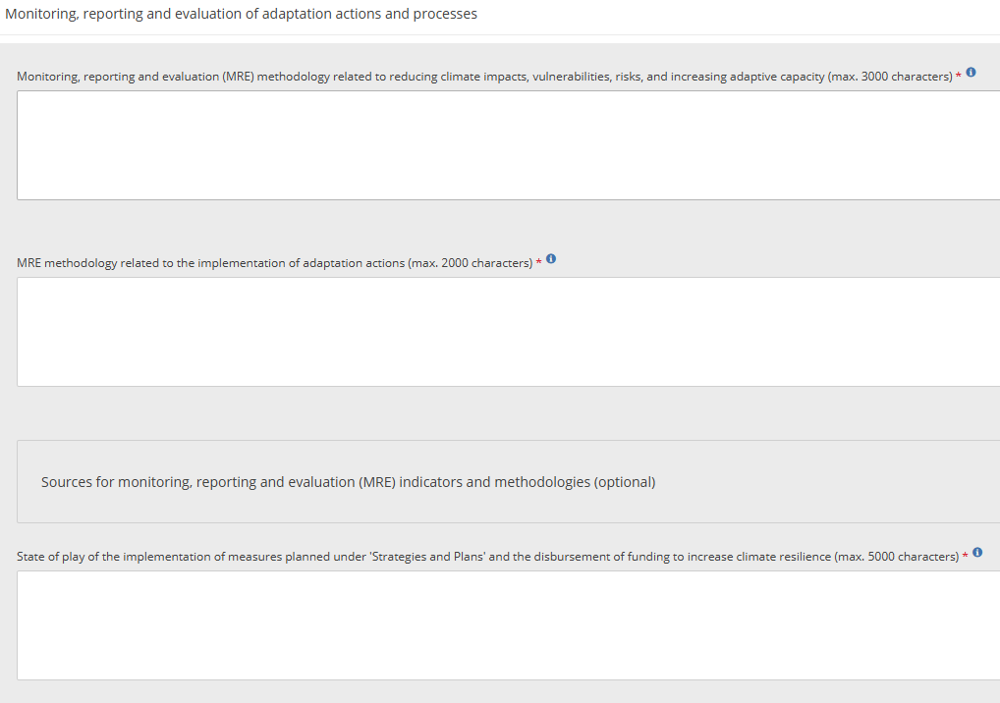 Monitoring, reporting and evaluation of adaptation actions and processes
Monitoring, reporting and evaluation (MRE) methodology related to reducing climate impacts, vulnerabilities, risks, and increasing adaptive capacity (max. 3000 characters) *
MRE methodology related to the implementation of adaptation actions (max. 2000 characters) *
Sources for monitoring, reporting and evaluation (MRE) indicators and methodologies (optional)
State of play of the implementation of measures planned under 'Strategies and Plans' and the disbursement of funding to increase climate resilience (max. 5000 characters) *